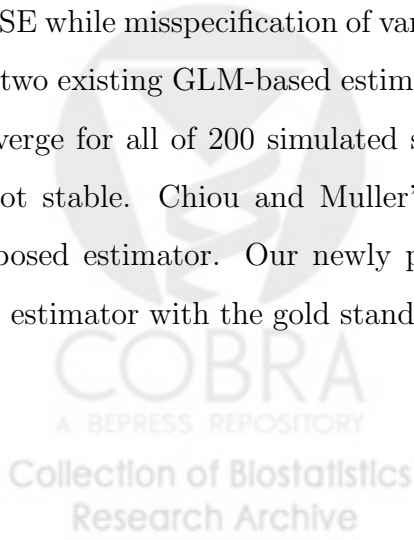 SE while misspecification of var
two existing GLM-based estim
verge for all of 200 simulated s
ot stable. Chiou and Muller'
posed estimator. Our newly p
estimator with the gold stand
COBRA
A BEPRESS REPOSITORY
Collection of Biostatistics
Research Archive